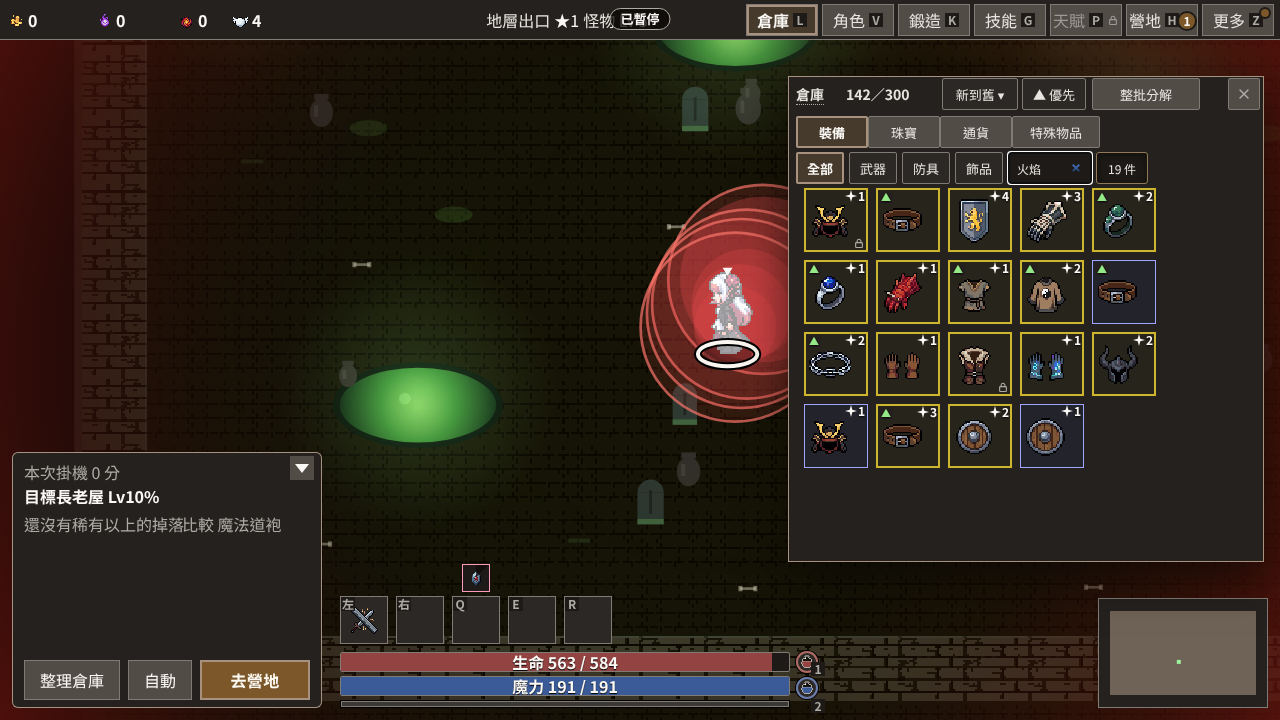 0
0
0
4
地層出口 ★1 怪物
已暫停
倉庫 L
角色 V
鍛造 K
技能 G
天賦 P
營地 H 1
更多 Z
倉庫 142／300
新到舊 ▾
▲優先
整批分解
✕
裝備
珠寶
通貨
特殊物品
全部
武器
防具
飾品
火焰 ✕
19 件
1
4
3
2
1
1
1
2
2
1
1
2
1
3
2
1
本次掛機 0 分
目標長老屋 Lv10%
還沒有稀有以上的掉落比較 魔法道袍
整理倉庫
自動
去營地
左
右
Q
E
R
生命 563 / 584
1
魔力 191 / 191
2